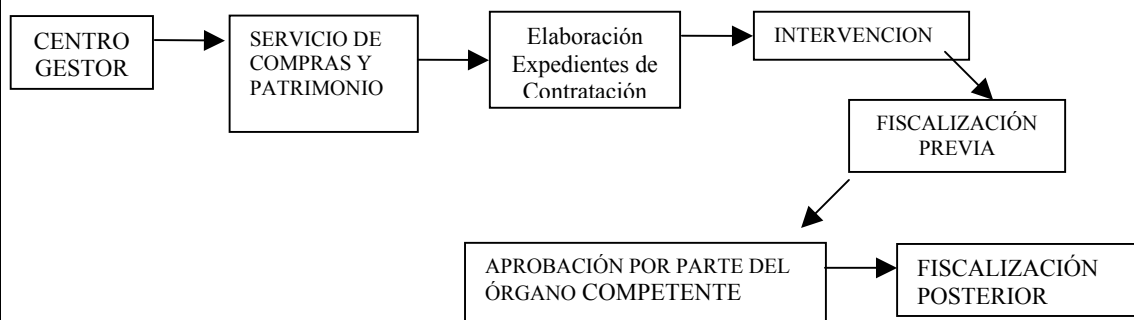 CENTRO
GESTOR
SERVICIO DE
COMPRAS Y
PATRIMONIO
Elaboración
Expedientes de
Contratación
INTERVENCION
FISCALIZACIÓN
PREVIA
APROBACIÓN POR PARTE DEL
ÓRGANO COMPETENTE
FISCALIZACIÓN
POSTERIOR